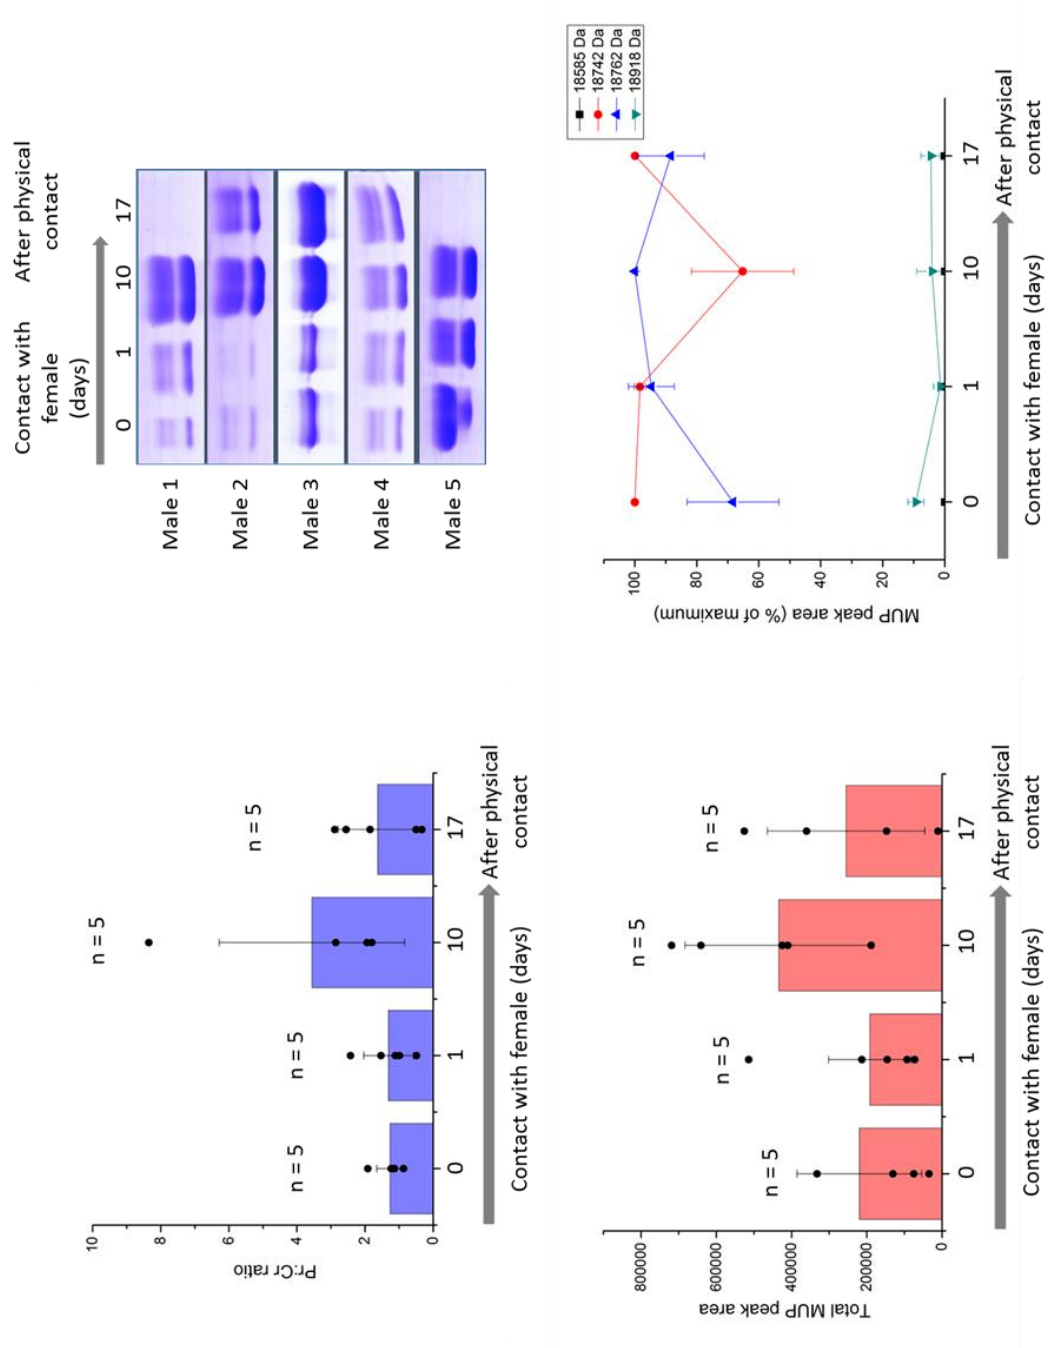 10
8
6
4
2
0
Pr:Cr ratio
n = 5
n = 5
n = 5
n = 5
0
1
10
17
Contact with female (days)
After physical
contact
Contact with
female
(days)
After physical
contact
0
1
10
17
Male 1
Male 2
Male 3
Male 4
Male 5
800000
600000
400000
200000
0
Total MUP peak area
n = 5
n = 5
n = 5
n = 5
0
1
10
17
Contact with female (days)
After physical
contact
18585 Da
18742 Da
18762 Da
18918 Da
100
80
60
40
20
0
MUP peak area (% of maximum)
0
1
10
17
Contact with female (days)
After physical
contact